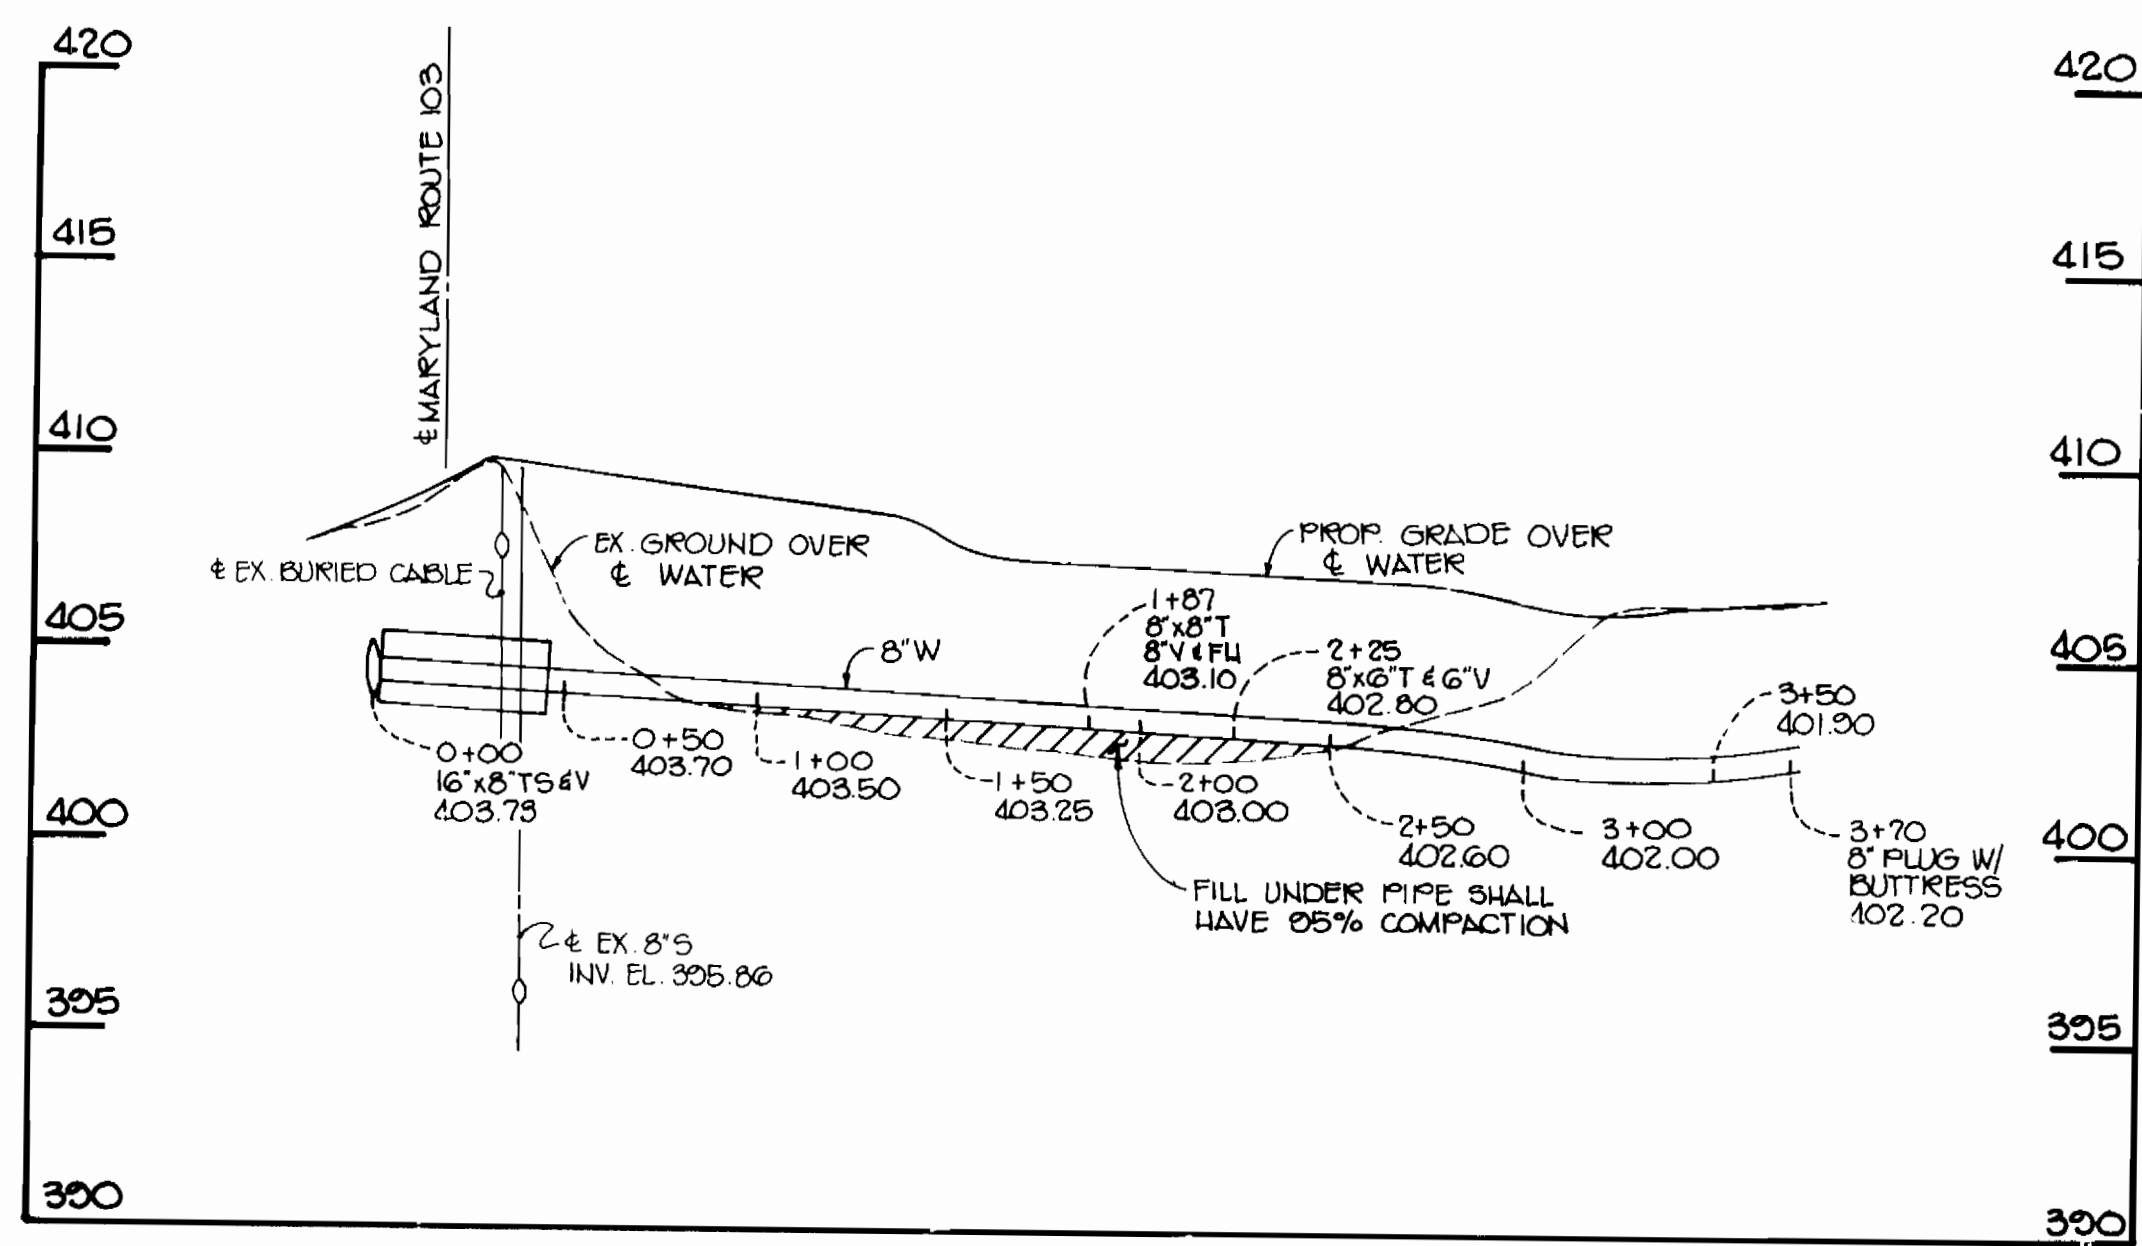 420
415
410
405
400
395
390
420
415
410
405
400
395
390
℄ MARYLAND ROUTE 103
℄ EX. BURIED CABLE
EX. GROUND OVER
℄ WATER
PROP. GRADE OVER
℄ WATER
8"W
1+87
8"x8"T
8"V & FH
403.10
2+25
8"x6"T & 6"V
402.80
3+50
401.90
0+00
16"x8"TS & V
403.73
0+50
403.70
1+00
403.50
1+50
403.25
2+00
403.00
2+50
402.60
3+00
402.00
3+70
8" PLUG W/
BUTTRESS
402.20
FILL UNDER PIPE SHALL
HAVE 95% COMPACTION
℄ EX. 8"S
INV. EL. 395.86